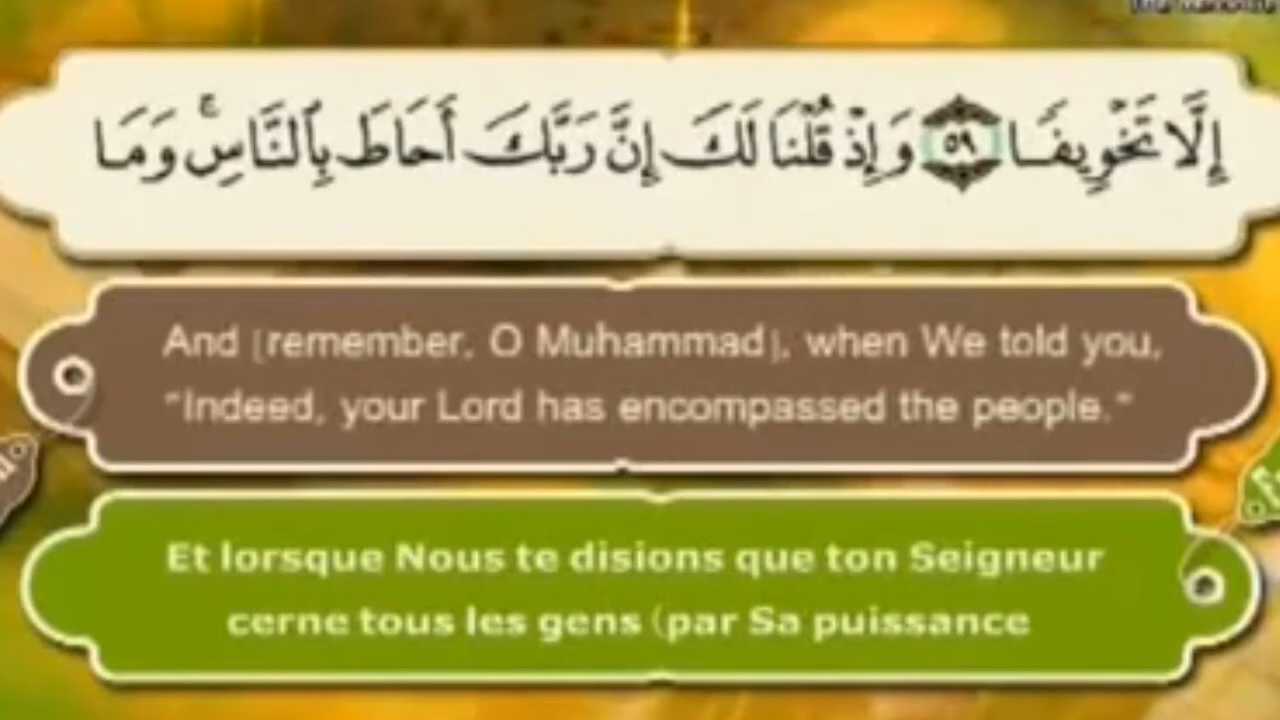 إِلَّا تَخْوِيفًا ٥٩ وَإِذْ قُلْنَا لَكَ إِنَّ رَبَّكَ أَحَاطَ بِٱلنَّاسِ ۚ وَمَا
And [remember, O Muhammad], when We told you,
"Indeed, your Lord has encompassed the people."
Et lorsque Nous te disions que ton Seigneur
cerne tous les gens (par Sa puissance